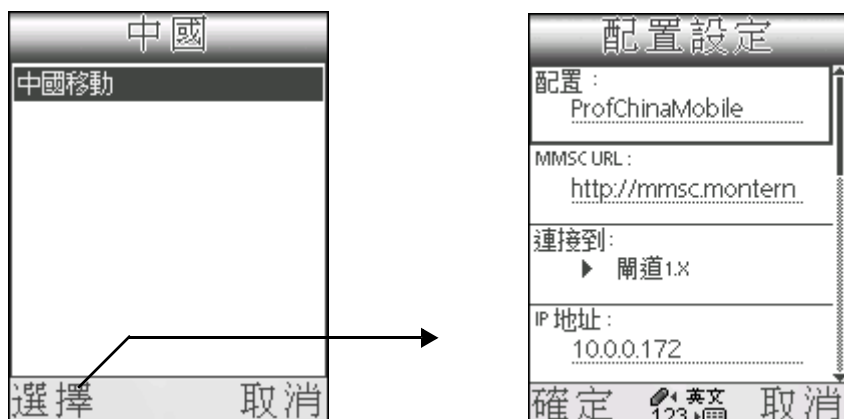 中國
中國移動
選擇 取消
配置設定
配置：
ProfChinaMobile
MMSC URL：
http://mmsc.montern
連接到：
閘道1.X
IP 地址：
10.0.0.172
確定 英文 123 取消